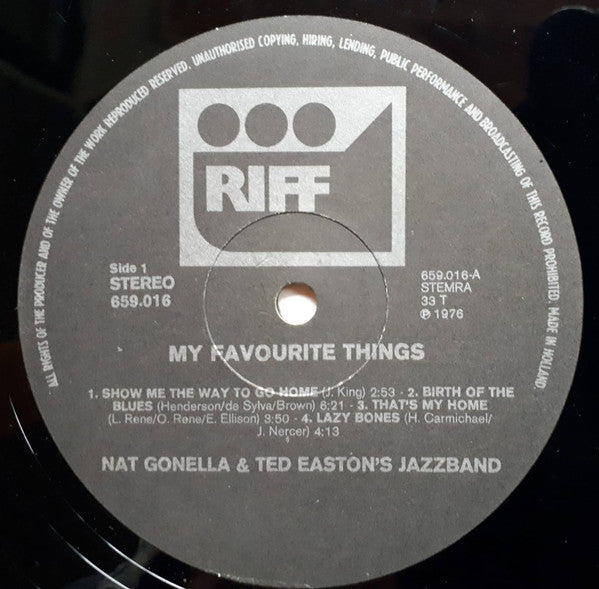 ALL RIGHTS OF THE PRODUCER AND OF THE OWNER OF THE WORK REPRODUCED RESERVED. UNAUTHORISED COPYING, HIRING, LENDING, PUBLIC PERFORMANCE AND BROADCASTING OF THIS RECORD PROHIBITED. MADE IN HOLLAND.
RIFF
Side 1
STEREO
659.016
659.016-A
STEMRA
33 T
℗ 1976
MY FAVOURITE THINGS
1. SHOW ME THE WAY TO GO HOME (J. King) 2:53 - 2. BIRTH OF THE
BLUES (Henderson/de Sylva/Brown) 6:21 - 3. THAT'S MY HOME
(L. Rene/O. Rene/E. Ellison) 3:50 - 4. LAZY BONES (H. Carmichael/
J. Nercer) 4:13
NAT GONELLA & TED EASTON'S JAZZBAND